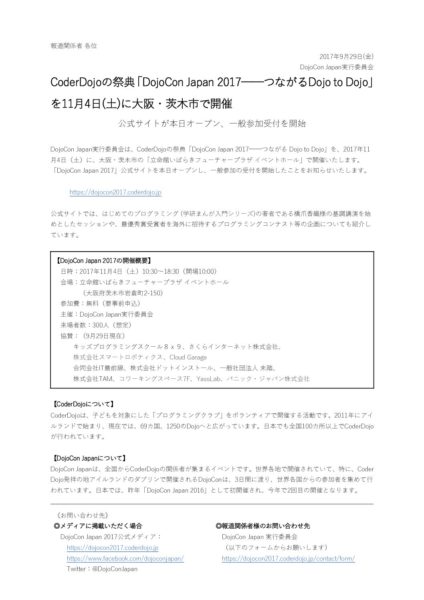 報道関係者 各位
2017年9月29日(金)
DojoCon Japan実行委員会
CoderDojoの祭典「DojoCon Japan 2017――つながるDojo to Dojo」
を11月4日(土)に大阪・茨木市で開催
公式サイトが本日オープン、一般参加受付を開始
DojoCon Japan実行委員会は、CoderDojoの祭典「DojoCon Japan 2017――つながる Dojo to Dojo」を、2017年11
月4日（土）に、大阪・茨木市の「立命館いばらきフューチャープラザ イベントホール」で開催いたします。
「DojoCon Japan 2017」公式サイトを本日オープンし、一般参加の受付を開始したことをお知らせいたします。
https://dojocon2017.coderdojo.jp
公式サイトでは、はじめてのプログラミング (学研まんが入門シリーズ)の著者である横爪香織様の基調講演を始
めとしたセッションや、最優秀賞受賞者を海外に招待するプログラミングコンテスト等の企画についても紹介し
ています。
【DojoCon Japan 2017の開催概要】
日時：2017年11月4日（土）10:30～18:30（開場10:00）
会場：立命館いばらきフューチャープラザ イベントホール
（大阪府茨木市岩倉町2-150）
参加費：無料（要事前申込）
主催：DojoCon Japan実行委員会
来場者数：300人（想定）
協賛：（9月29日現在）
キッズプログラミングスクール８ｘ９、さくらインターネット株式会社、
株式会社スマートロボティクス、Cloud Garage
合同会社IT量前線、株式会社ドットインストール、一般社団法人 未踏、
株式会社TAM、コワーキングスペース7F、YassLab、パニック・ジャパン株式会社
【CoderDojoについて】
CoderDojoは、子どもを対象にした「プログラミングクラブ」をボランティアで開催する活動です。2011年にアイ
ルランドで始まり、現在では、69カ国、1250のDojoへと広がっています。日本でも全国100カ所以上でCoderDojo
が行われています。
【DojoCon Japanについて】
DojoCon Japanは、全国からCoderDojoの関係者が集まるイベントです。世界各地で開催されていて、特に、Coder
Dojo発祥の地アイルランドのダブリンで開催されるDojoConは、3日間に渡り、世界各国からの参加者を集めて行
われています。日本では、昨年「DojoCon Japan 2016」として初開催され、今年で2回目の開催となります。
《お問い合わせ先》
◎メディアに掲載いただく場合
DojoCon Japan 2017公式メディア：
https://dojocon2017.coderdojo.jp
https://www.facebook.com/dojoconjapan/
Twitter：@DojoConJapan
◎報道関係者様のお問い合わせ先
DojoCon Japan 実行委員会
（以下のフォームからお願いします）
https://dojocon2017.coderdojo.jp/contact/form/